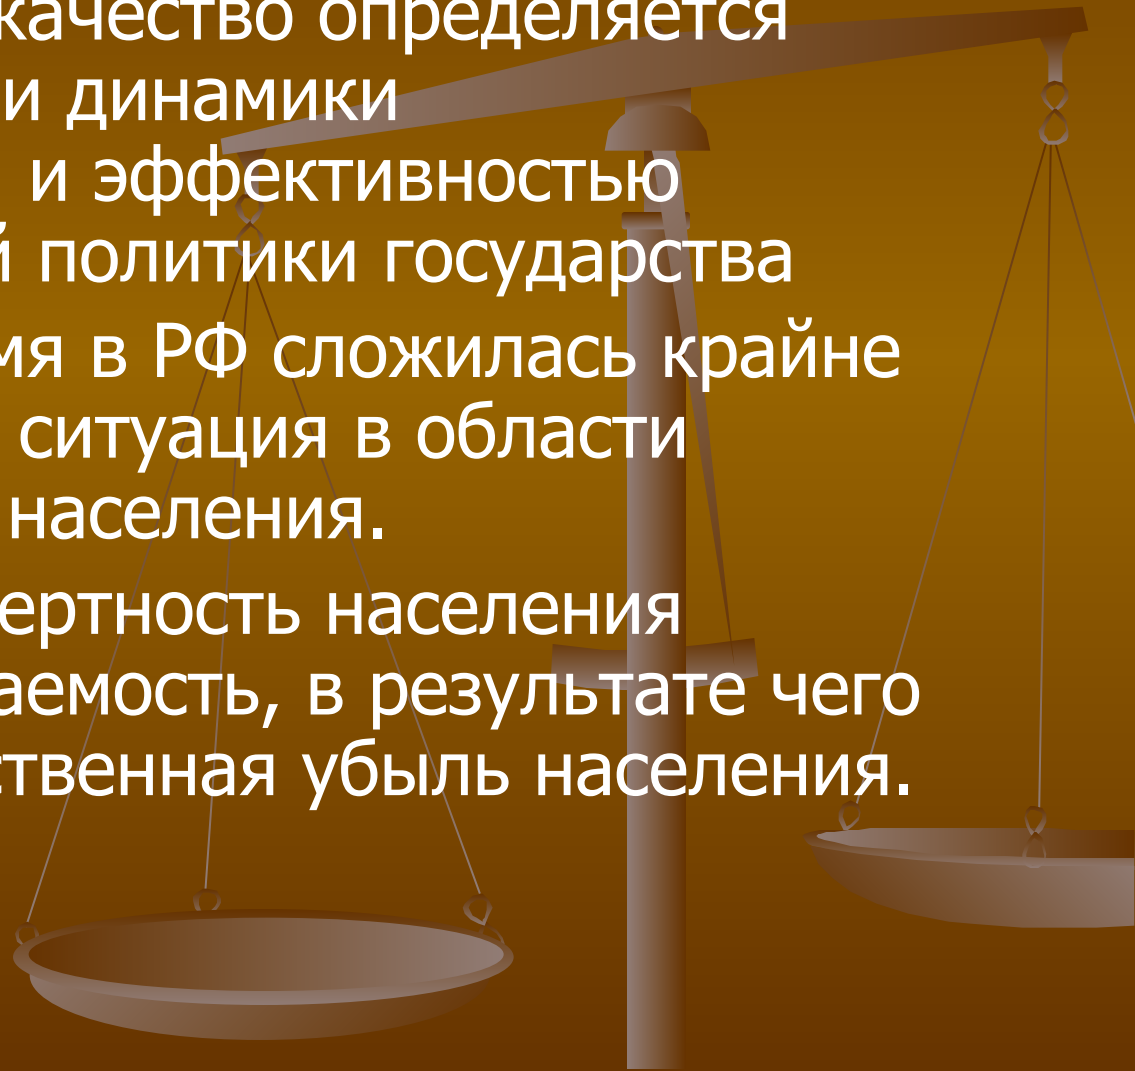 качество определяется
и динамики
и эффективностью
й политики государства
мя в РФ сложилась крайне
ситуация в области
населения.
ертность населения
аемость, в результате чего
ственная убыль населения.